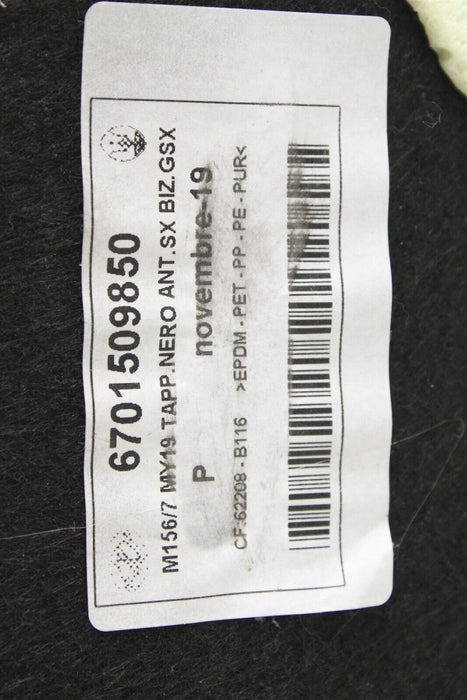 6701509850
M156/7 MY19 TAPP.NERO ANT.SX BIZ.GSX
P novembre-19
CF:62208 - B116 >EPDM - PET - PP - PE - PUR<